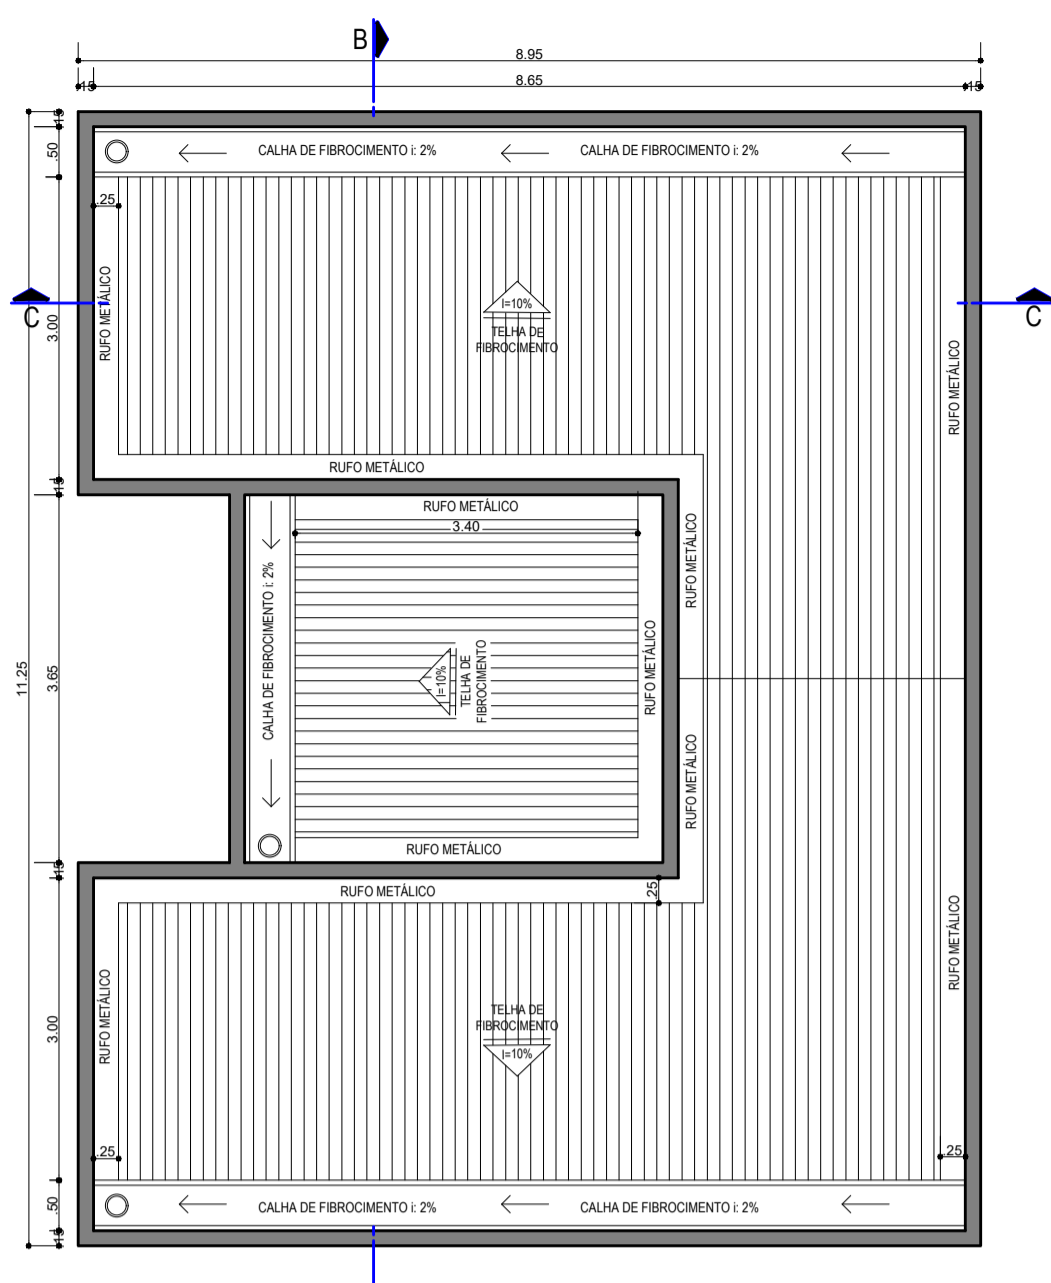 B
8.95
8.65
.15
.15
.15
.50
CALHA DE FIBROCIMENTO i: 2%
CALHA DE FIBROCIMENTO i: 2%
.25
RUFO METÁLICO
I=10%
TELHA DE
FIBROCIMENTO
C
C
3.00
RUFO METÁLICO
RUFO METÁLICO
.15
RUFO METÁLICO
3.40
RUFO METÁLICO
CALHA DE FIBROCIMENTO i: 2%
I=10%
TELHA DE
FIBROCIMENTO
RUFO METÁLICO
11.25
3.65
RUFO METÁLICO
RUFO METÁLICO
.15
RUFO METÁLICO
.25
RUFO METÁLICO
RUFO METÁLICO
3.00
TELHA DE
FIBROCIMENTO
I=10%
.25
.25
.50
CALHA DE FIBROCIMENTO i: 2%
CALHA DE FIBROCIMENTO i: 2%
.15